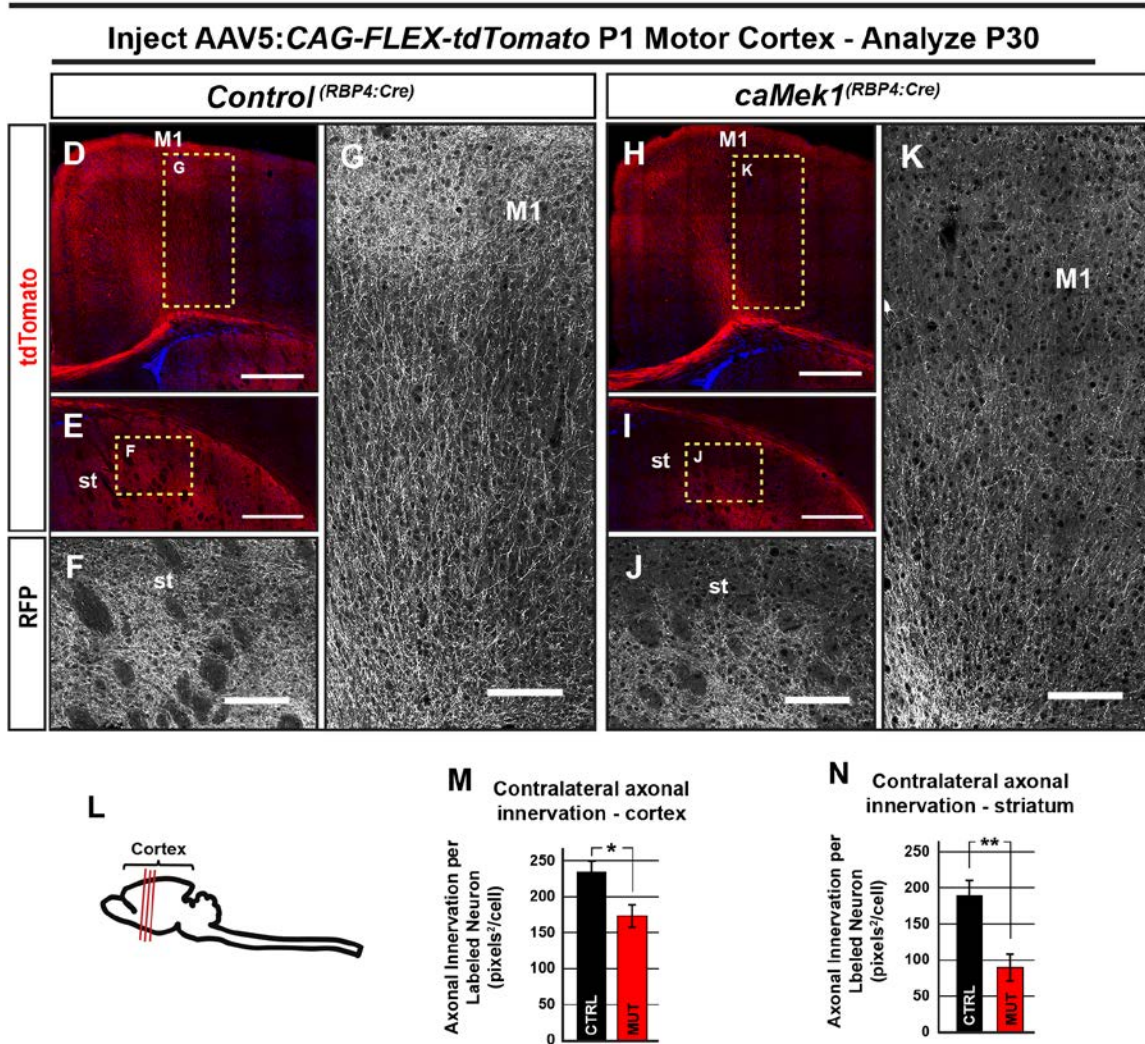 Inject AAV5:CAG-FLEX-tdTomato P1 Motor Cortex - Analyze P30
Control (RBP4:Cre)
caMek1(RBP4:Cre)
tdTomato
RFP
D
M1
G
G
M1
H
M1
K
K
M1
E
F
st
I
st
J
F
st
J
st
L
Cortex
M
Contralateral axonal
innervation - cortex
Axonal Innervation per
Labeled Neuron
(pixels²/cell)
250
200
150
100
50
0
*
CTRL
MUT
N
Contralateral axonal
innervation - striatum
Axonal Innervation per
Lbeled Neuron
(pixels²/cell)
250
200
150
100
50
0
**
CTRL
MUT